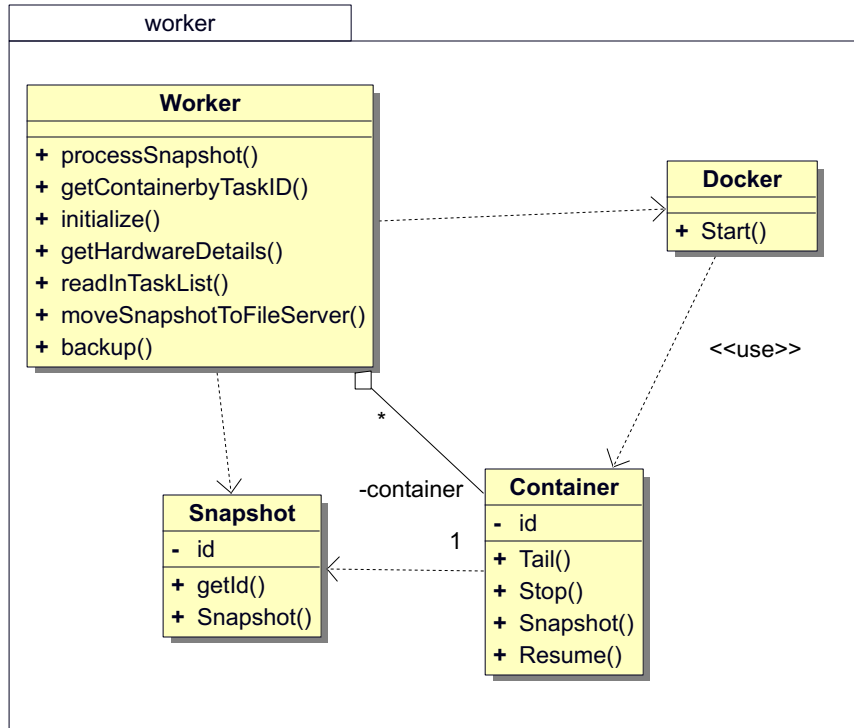 worker
Worker
+ processSnapshot()
+ getContainerbyTaskID()
+ initialize()
+ getHardwareDetails()
+ readInTaskList()
+ moveSnapshotToFileServer()
+ backup()
Docker
+ Start()
<<use>>
*
-container
1
Snapshot
- id
+ getId()
+ Snapshot()
Container
- id
+ Tail()
+ Stop()
+ Snapshot()
+ Resume()